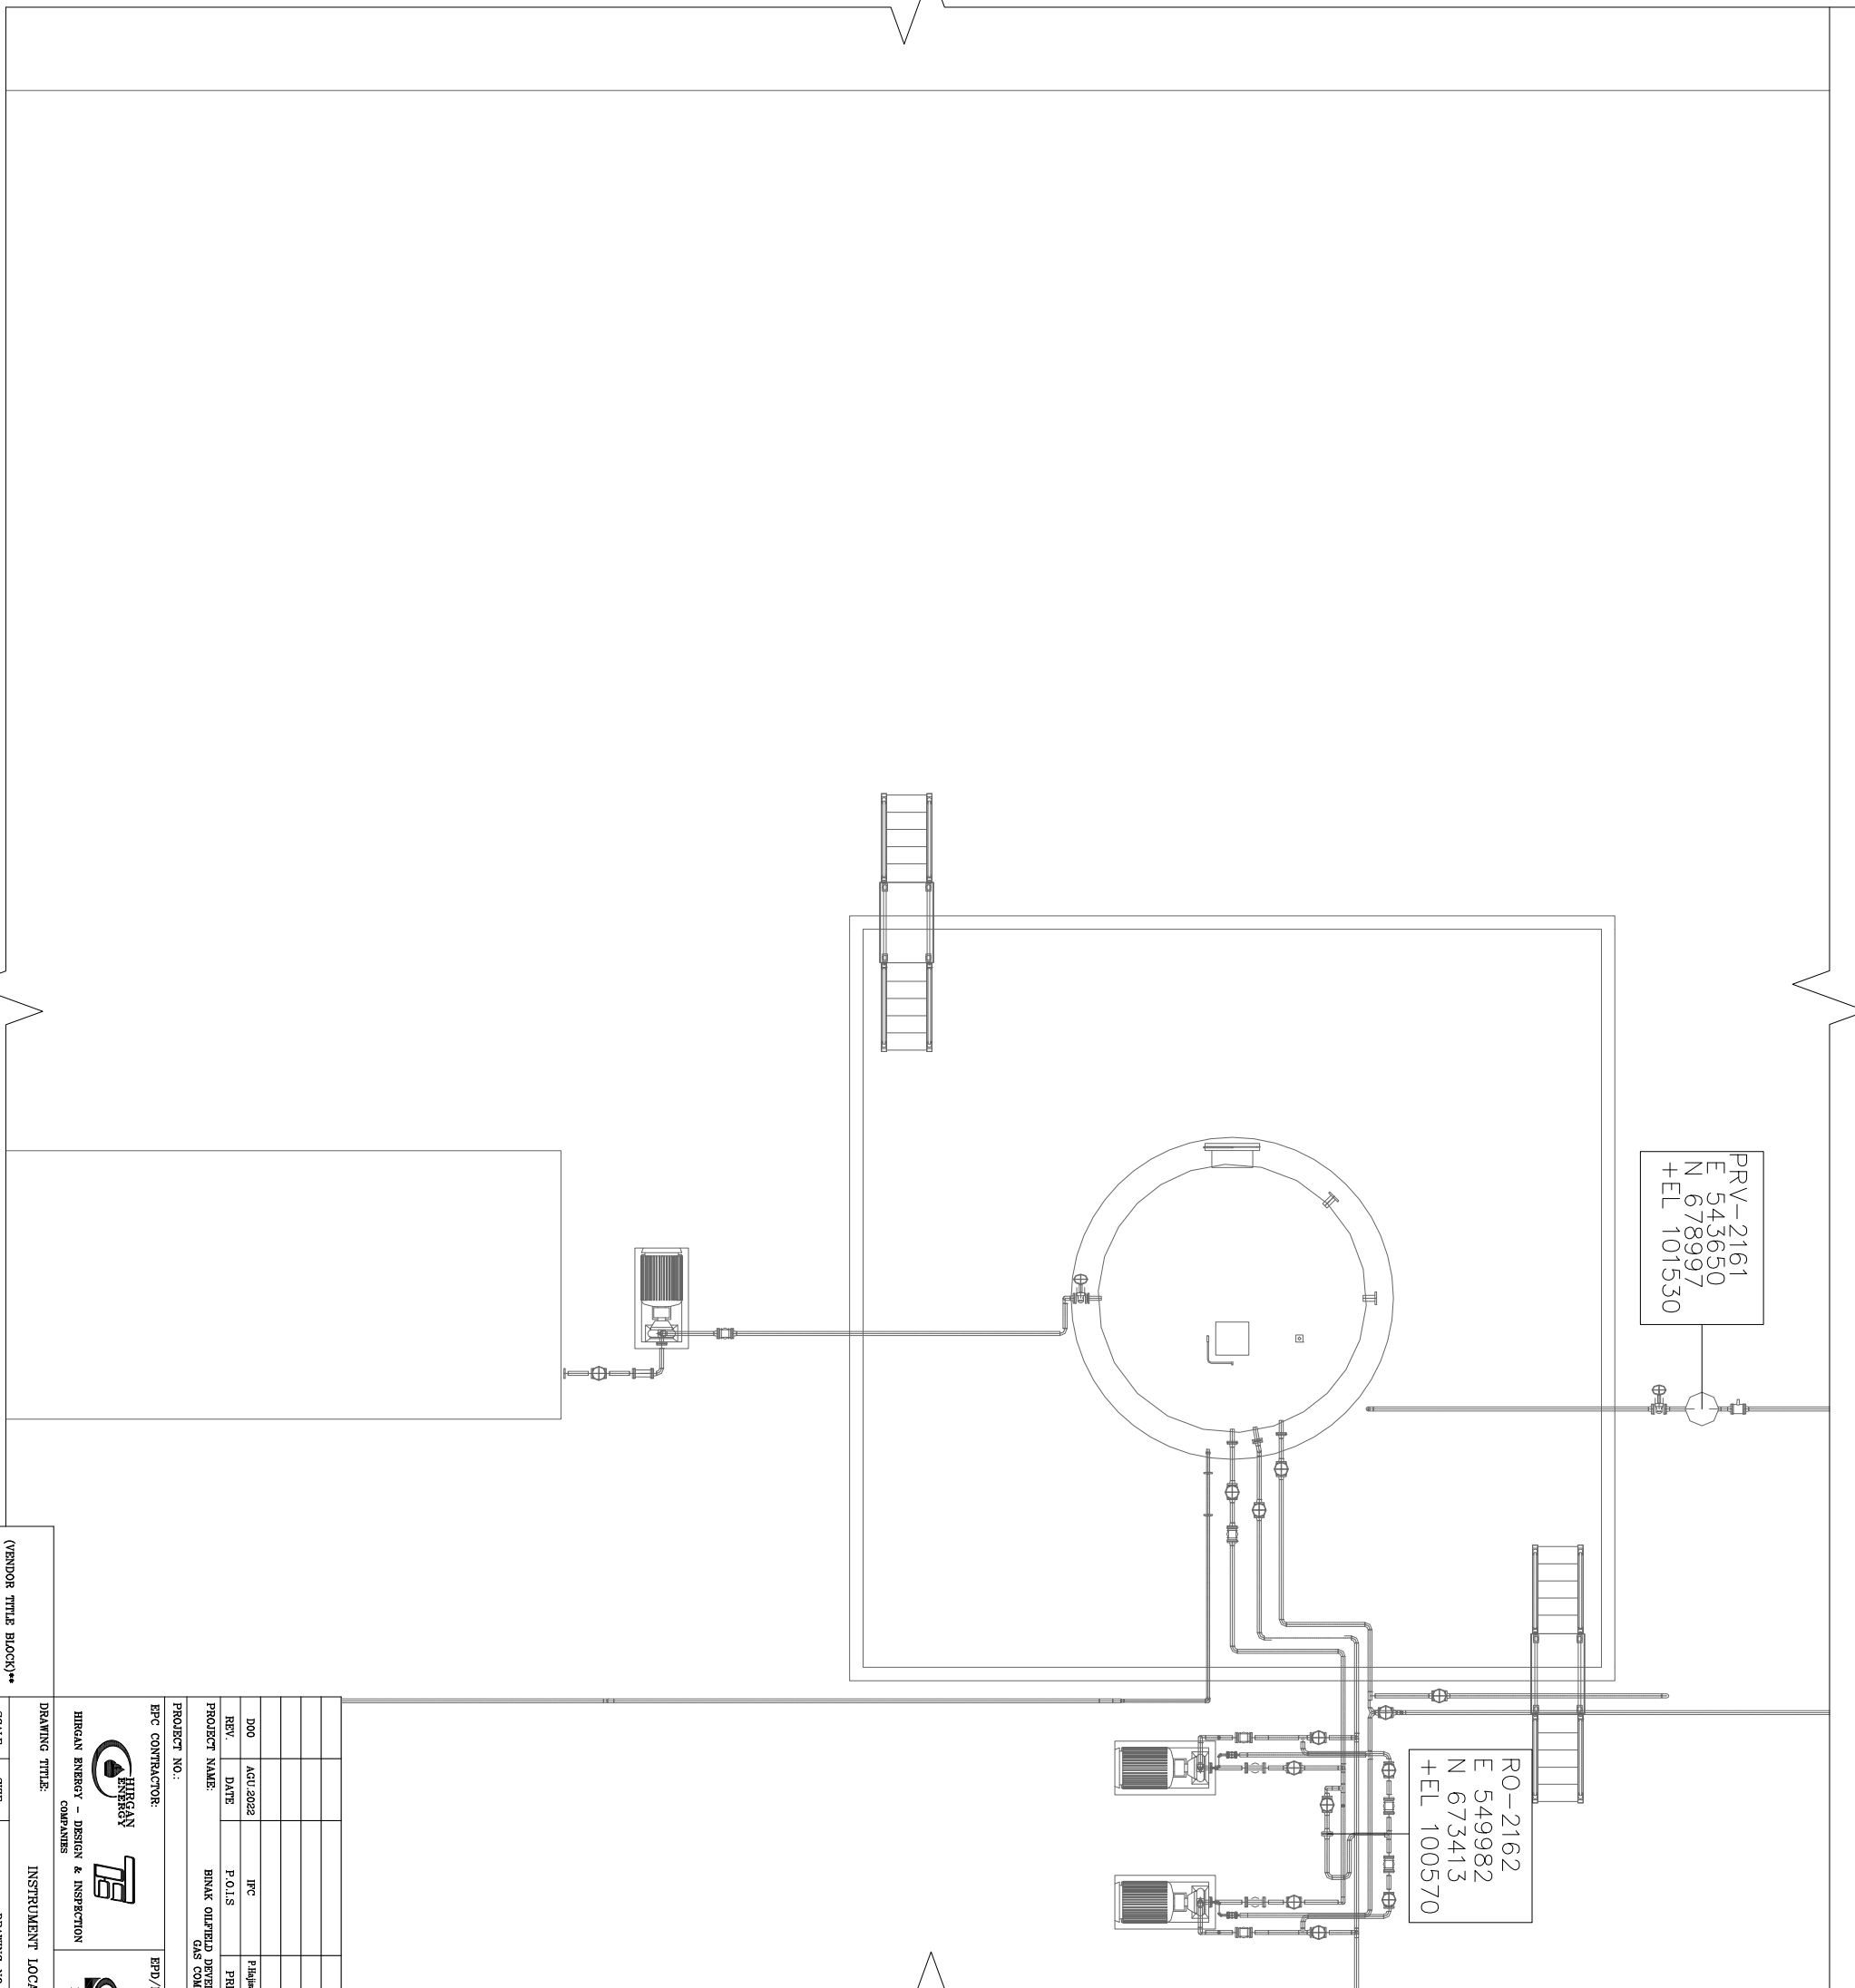 PRV-2161
E 543650
N 678997
+EL 101530
RO-2162
E 549982
N 673413
+EL 100570
D00 AGU.2022 IFC
REV. DATE P.O.I.S
PROJECT NAME:
BINAK OILFIELD
GAS
PROJECT NO.:
EPC CONTRACTOR:
HIRGAN
ENERGY
HIRGAN ENERGY - DESIGN & INSPECTION
COMPANIES
DRAWING TITLE:
INSTRUMENT
(VENDOR TITLE BLOCK)**